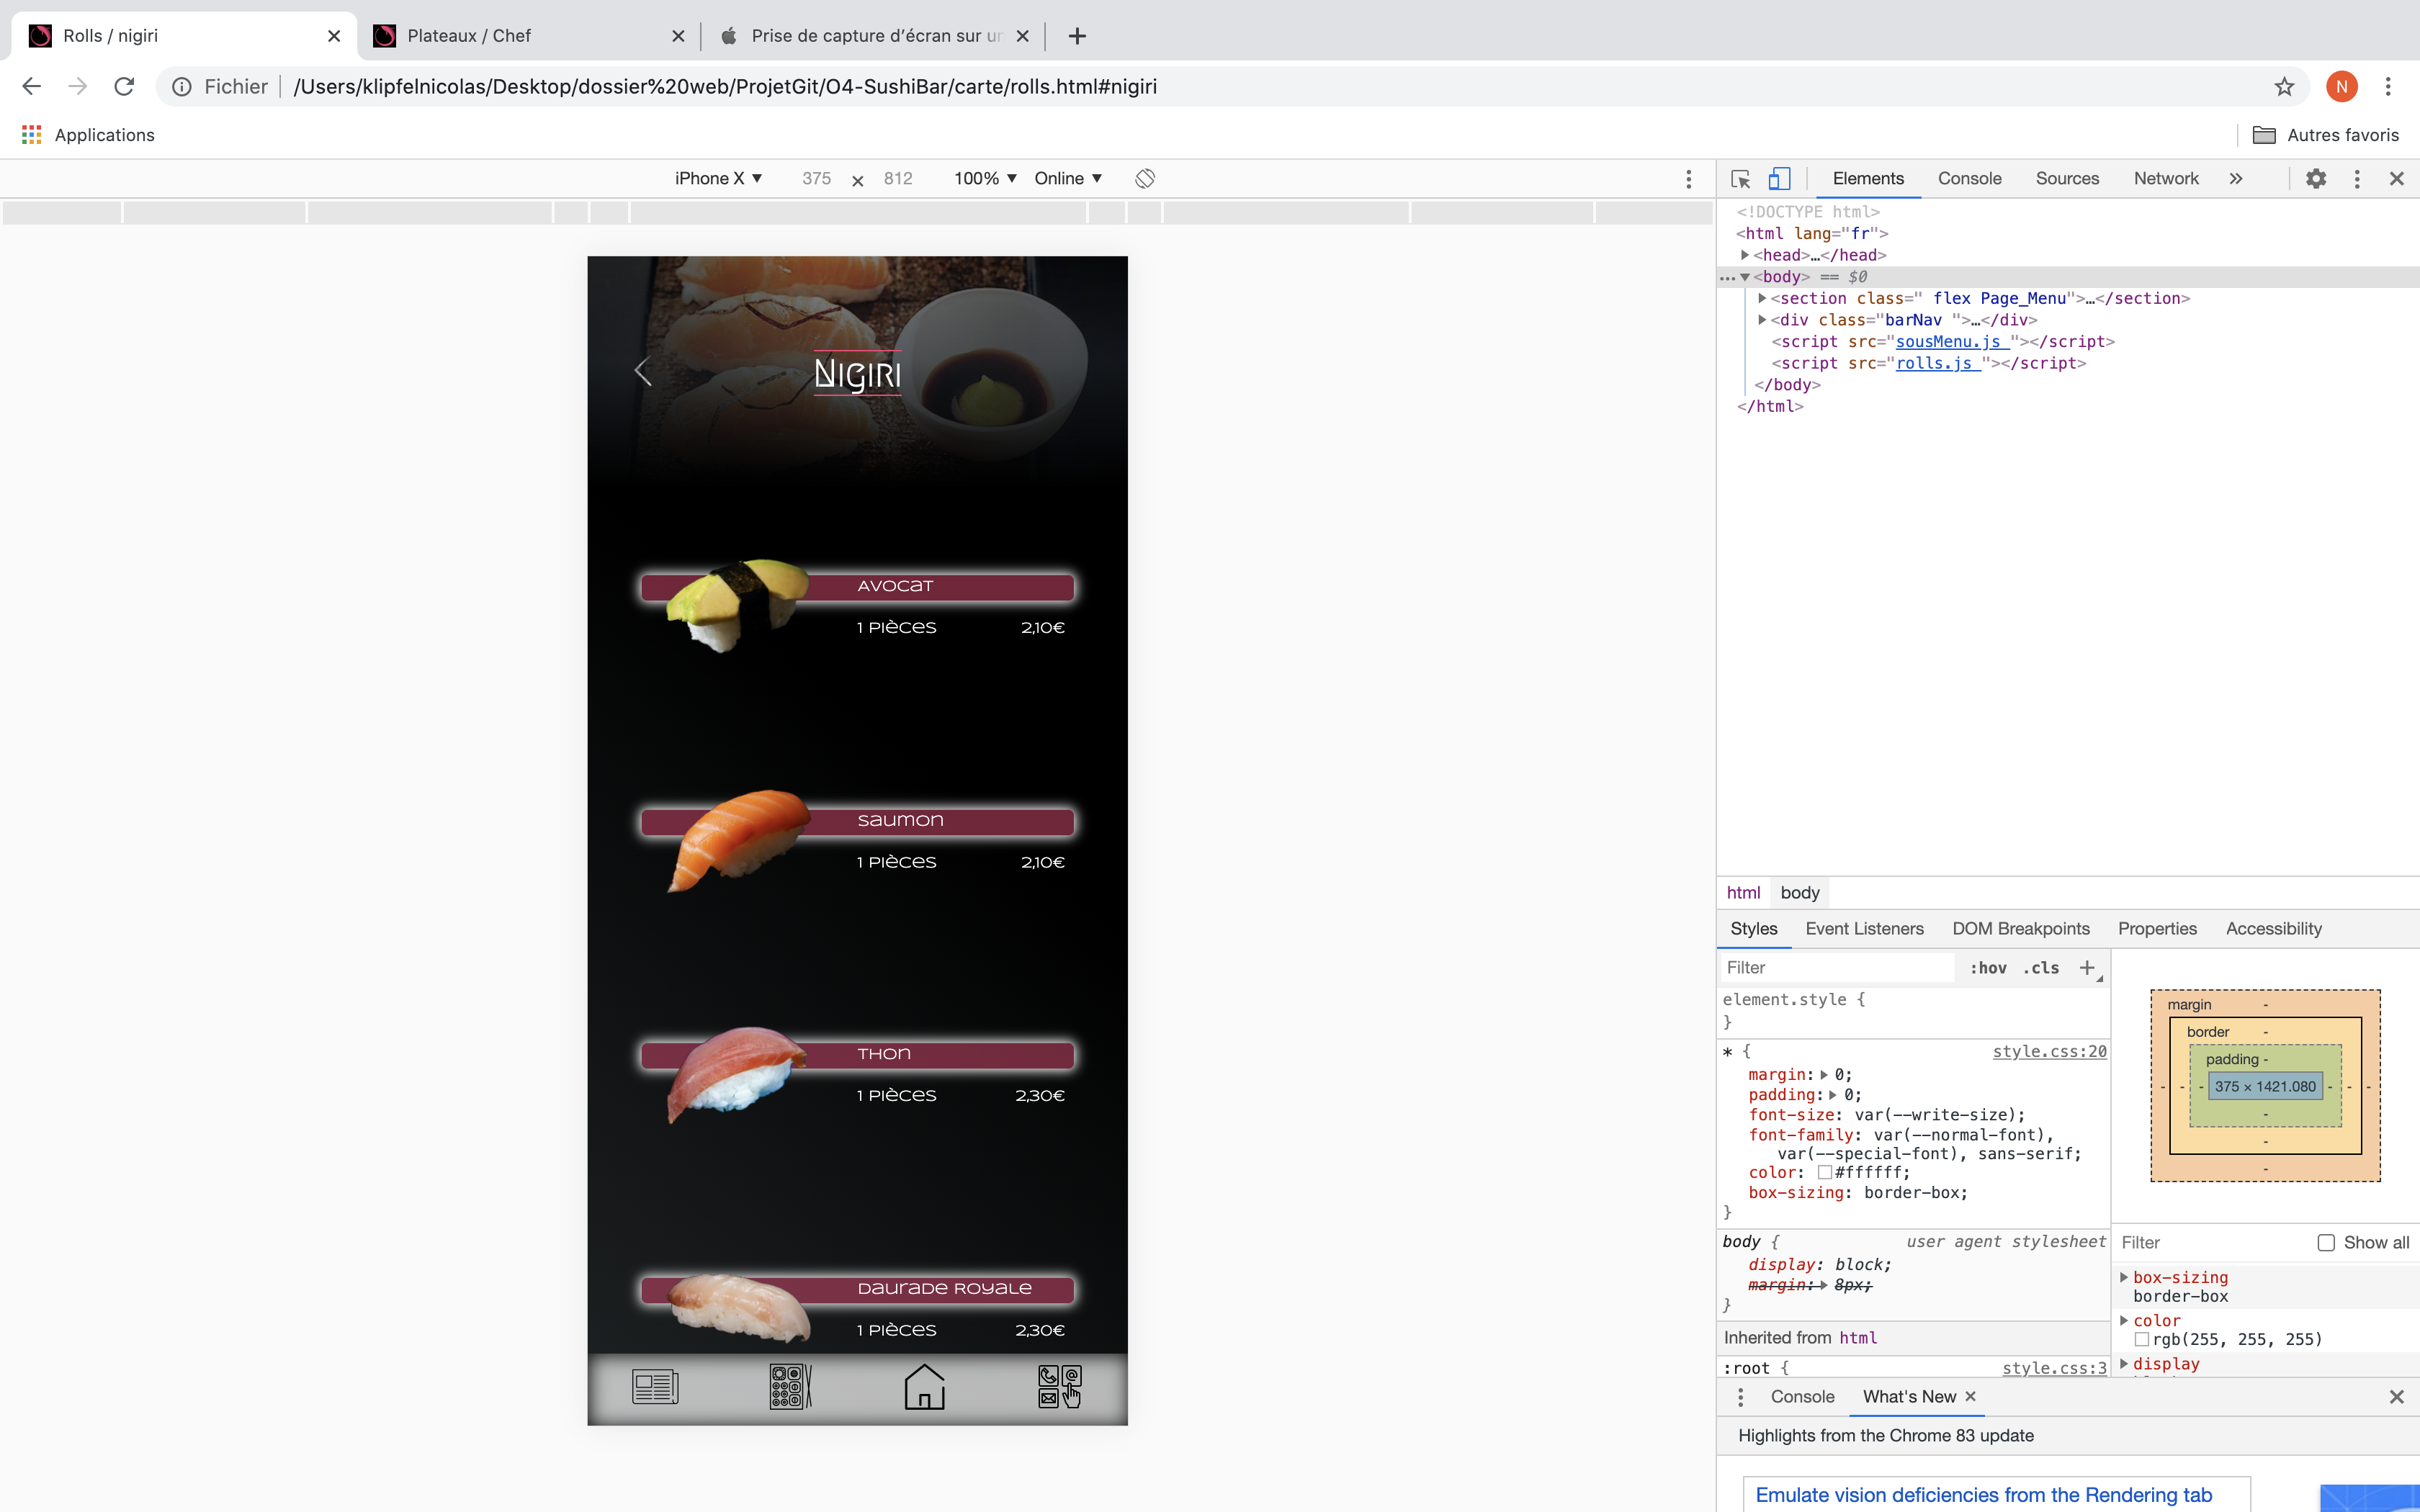 Rolls / nigiri
Plateaux / Chef
Prise de capture d'écran sur un
Fichier /Users/klipfelnicolas/Desktop/dossier%20web/ProjetGit/O4-SushiBar/carte/rolls.html#nigiri
N
Applications
Autres favoris
iPhone X ▼ 375 × 812 100% ▼ Online ▼
Elements Console Sources Network »
<!DOCTYPE html>
<html lang="fr">
<head>…</head>
… <body> == $0
<section class=" flex Page_Menu">…</section>
<div class="barNav ">…</div>
<script src="sousMenu.js "></script>
<script src="rolls.js "></script>
</body>
</html>
Nigiri
Avocat
1 Pièces 2,10€
Saumon
1 Pièces 2,10€
Thon
1 Pièces 2,30€
Daurade Royale
1 Pièces 2,30€
@
html body
Styles Event Listeners DOM Breakpoints Properties Accessibility
Filter :hov .cls +
element.style {
}
* { style.css:20
margin: 0;
padding: 0;
font-size: var(--write-size);
font-family: var(--normal-font),
var(--special-font), sans-serif;
color: #ffffff;
box-sizing: border-box;
}
body { user agent stylesheet
display: block;
margin: 8px;
}
Inherited from html
:root { style.css:3
margin -
border -
padding -
- - - 375 × 1421.080 - - -
-
-
-
Filter Show all
box-sizing
border-box
color
rgb(255, 255, 255)
display
Console What's New ×
Highlights from the Chrome 83 update
Emulate vision deficiencies from the Rendering tab